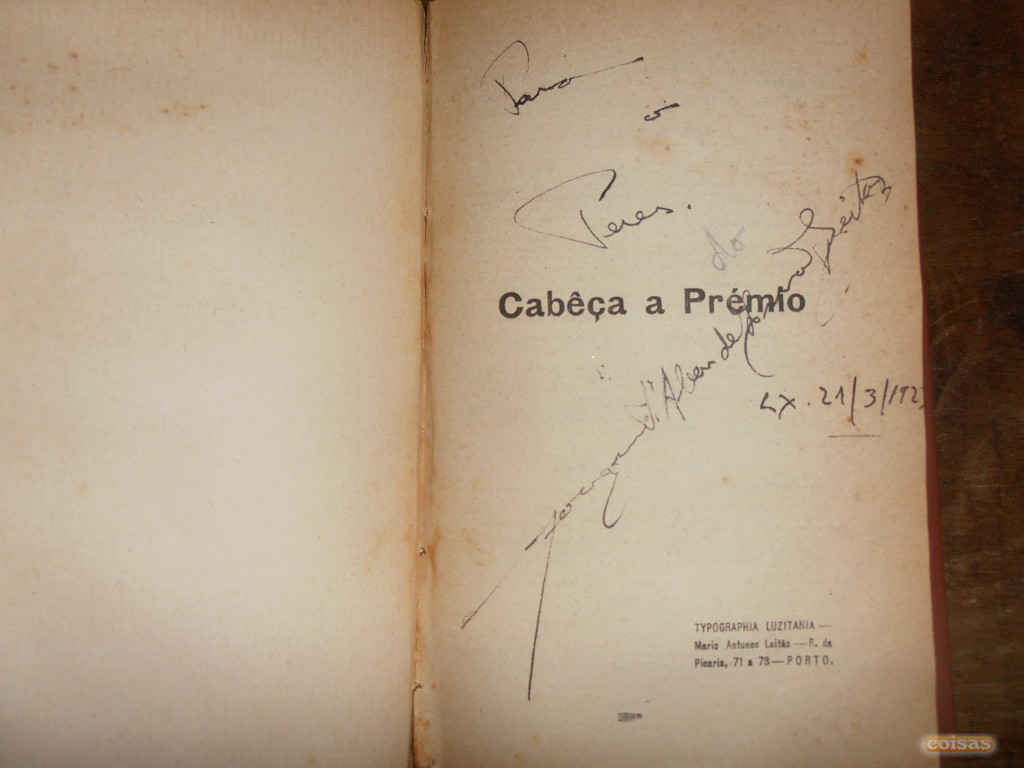 Para
o
Peres.
do
Cabêça a Prémio
Lx. 21/3/192
TYPOGRAPHIA LUZITANIA —
Mario Antunes Leitão — R. da
Picaria, 71 a 73 — PORTO.
coisas